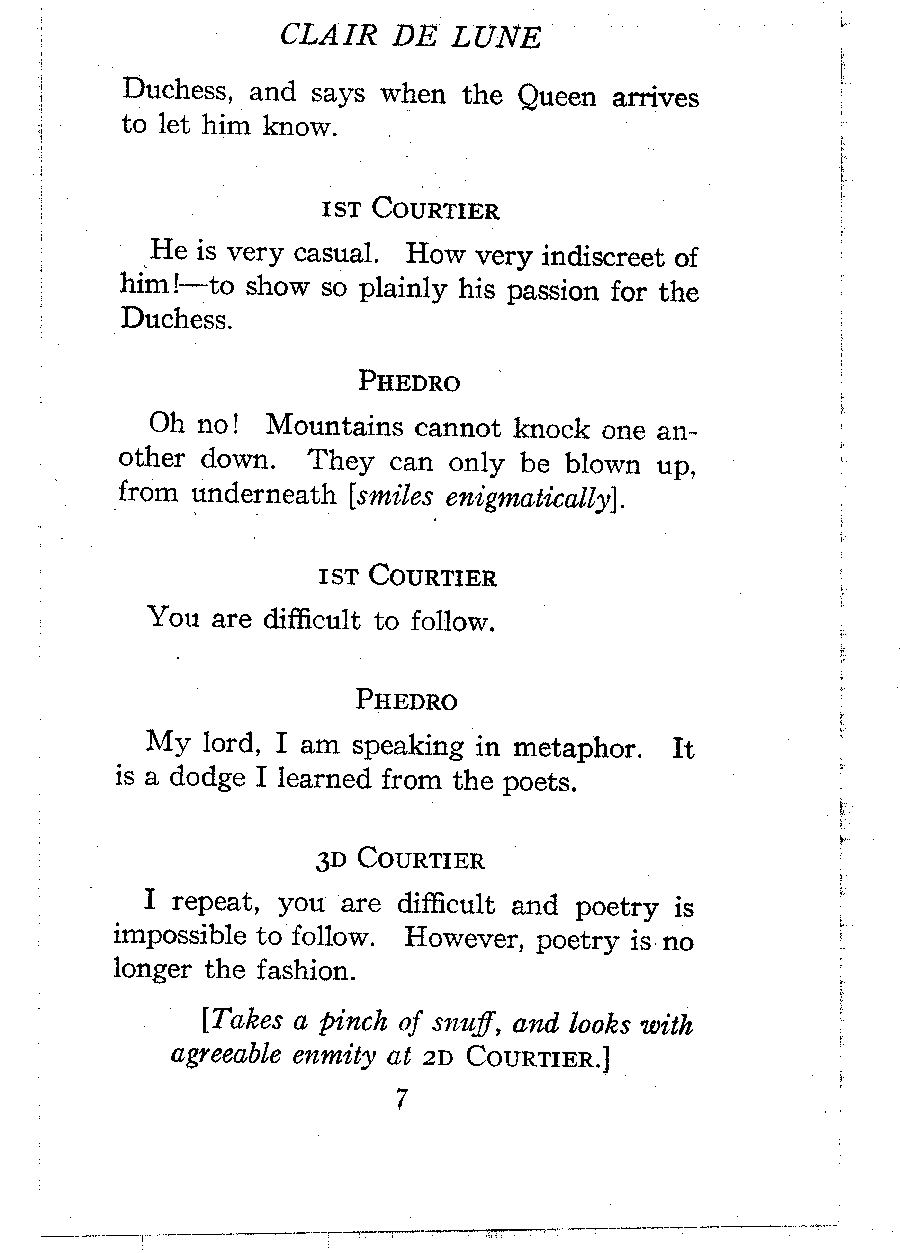 CLAIR DE LUNE
Duchess, and says when the Queen arrives
to let him know.
1ST COURTIER
He is very casual. How very indiscreet of
him!—to show so plainly his passion for the
Duchess.
PHEDRO
Oh no! Mountains cannot knock one an-
other down. They can only be blown up,
from underneath [smiles enigmatically].
1ST COURTIER
You are difficult to follow.
PHEDRO
My lord, I am speaking in metaphor. It
is a dodge I learned from the poets.
3D COURTIER
I repeat, you are difficult and poetry is
impossible to follow. However, poetry is no
longer the fashion.
[Takes a pinch of snuff, and looks with
agreeable enmity at 2D COURTIER.]
7